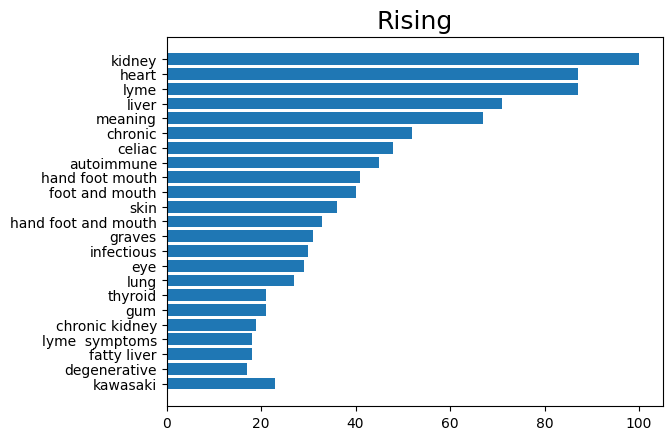 Rising
kidney
heart
lyme
liver
meaning
chronic
celiac
autoimmune
hand foot mouth
foot and mouth
skin
hand foot and mouth
graves
infectious
eye
lung
thyroid
gum
chronic kidney
lyme  symptoms
fatty liver
degenerative
kawasaki
0 20 40 60 80 100